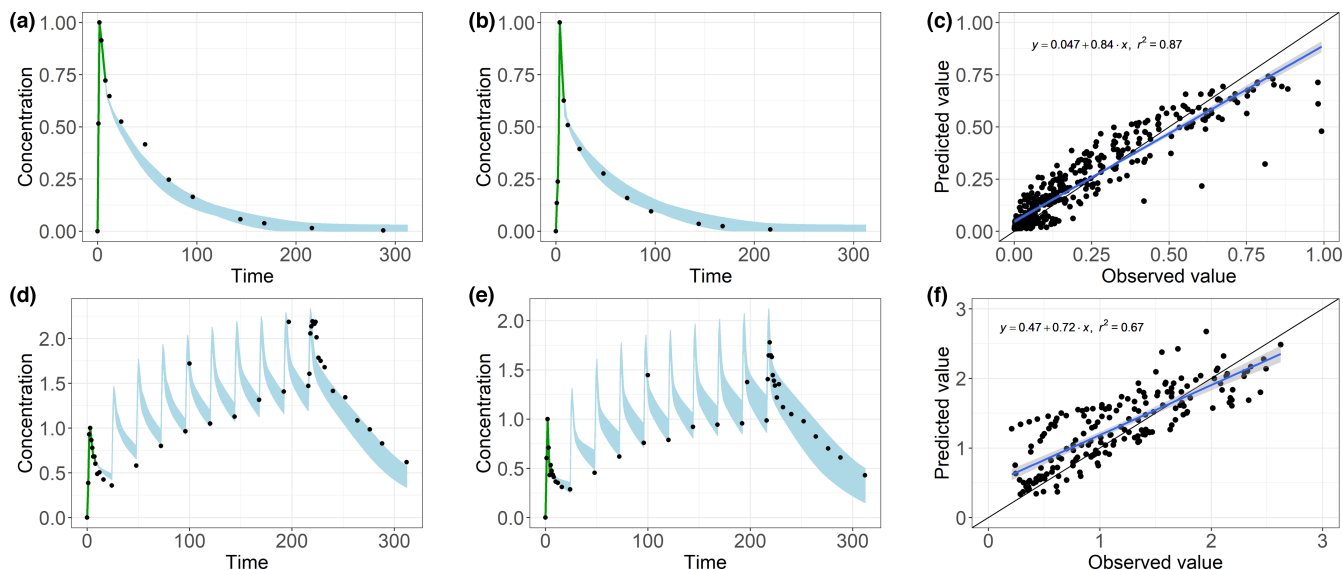 (a)
1.00
0.75
0.50
0.25
0.00
Concentration
0
100
200
300
Time
(b)
1.00
0.75
0.50
0.25
0.00
Concentration
0
100
200
300
Time
(c)
y = 0.047 + 0.84 · x, r² = 0.87
1.00
0.75
0.50
0.25
0.00
Predicted value
0.00
0.25
0.50
0.75
1.00
Observed value
(d)
2.0
1.5
1.0
0.5
0.0
Concentration
0
100
200
300
Time
(e)
2.0
1.5
1.0
0.5
0.0
Concentration
0
100
200
300
Time
(f)
y = 0.47 + 0.72 · x, r² = 0.67
3
2
1
0
Predicted value
0
1
2
3
Observed value